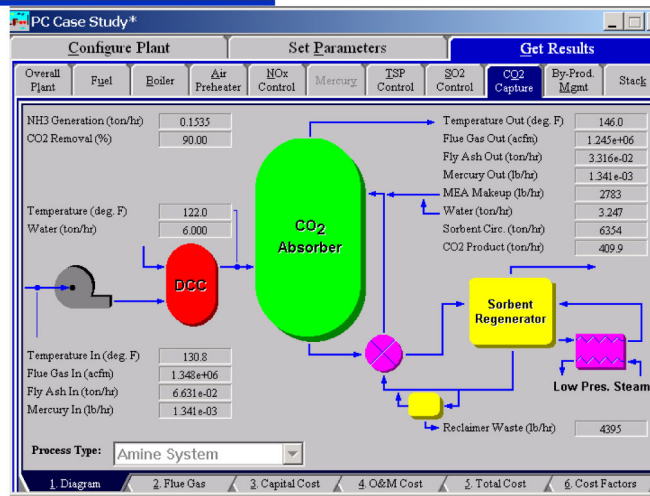 PC Case Study*
Configure Plant Set Parameters Get Results
Overall Plant Fuel Boiler Air Preheater NOx Control Mercury TSP Control SO2 Control CO2 Capture By-Prod. Mgmt Stack
NH3 Generation (ton/hr) 0.1535
CO2 Removal (%) 90.00
Temperature Out (deg. F) 146.0
Flue Gas Out (acfm) 1.245e+06
Fly Ash Out (ton/hr) 3.316e-02
Mercury Out (lb/hr) 1.341e-03
MEA Makeup (lb/hr) 2783
Water (ton/hr) 3.247
Sorbent Circ. (ton/hr) 6354
CO2 Product (ton/hr) 409.9
Temperature (deg. F) 122.0
Water (ton/hr) 6.000
CO2
Absorber
DCC
Sorbent
Regenerator
Low Pres. Steam
Temperature In (deg. F) 130.8
Flue Gas In (acfm) 1.348e+06
Fly Ash In (ton/hr) 6.631e-02
Mercury In (lb/hr) 1.341e-03
Reclaimer Waste (lb/hr) 4395
Process Type: Amine System
1. Diagram 2. Flue Gas 3. Capital Cost 4. O&M Cost 5. Total Cost 6. Cost Factors